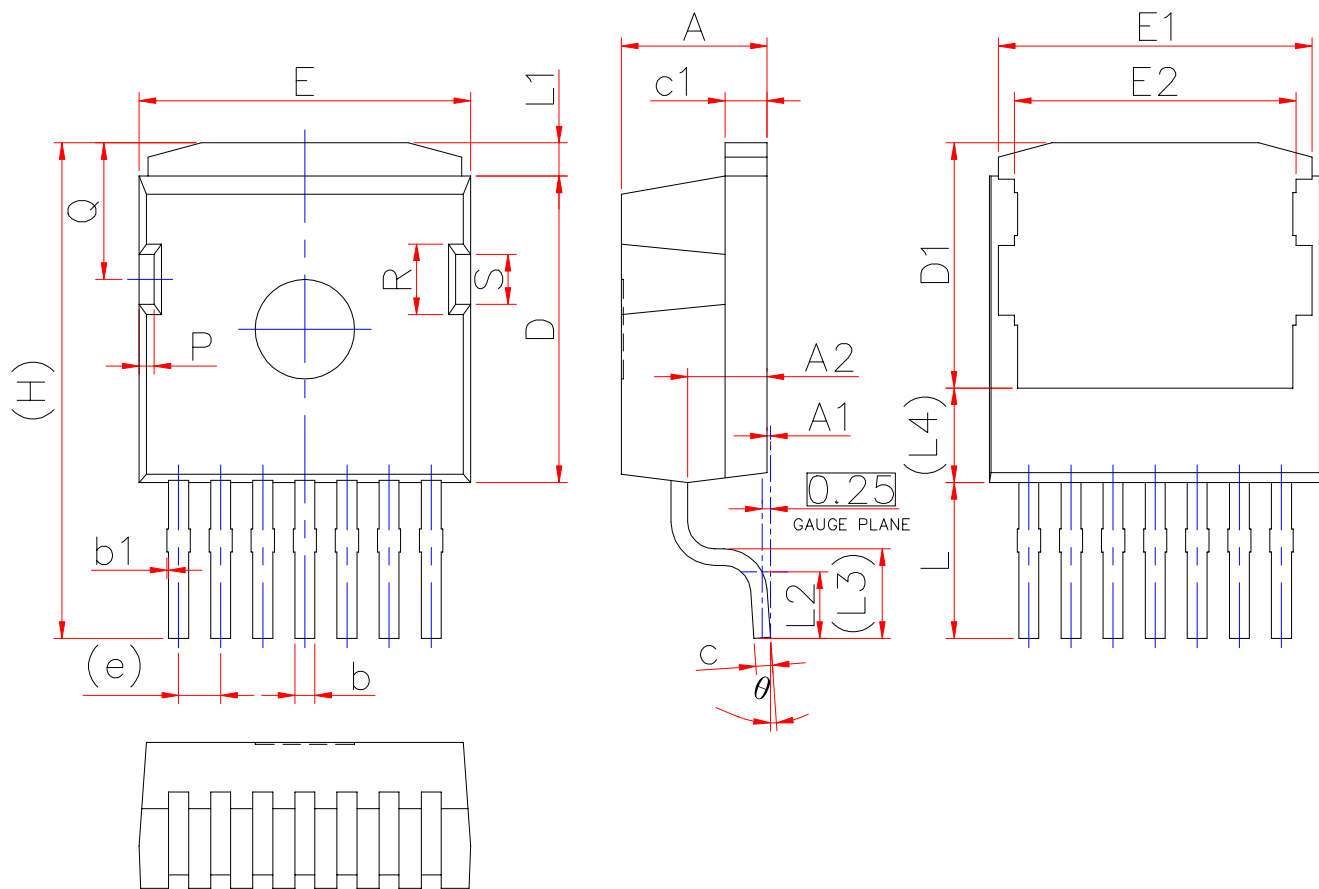 E
L1
Q
R
S
P
D
(H)
b1
(e)
b
A
c1
A2
A1
0.25
GAUGE PLANE
L2
(L3)
c
θ
E1
E2
D1
(L4)
L